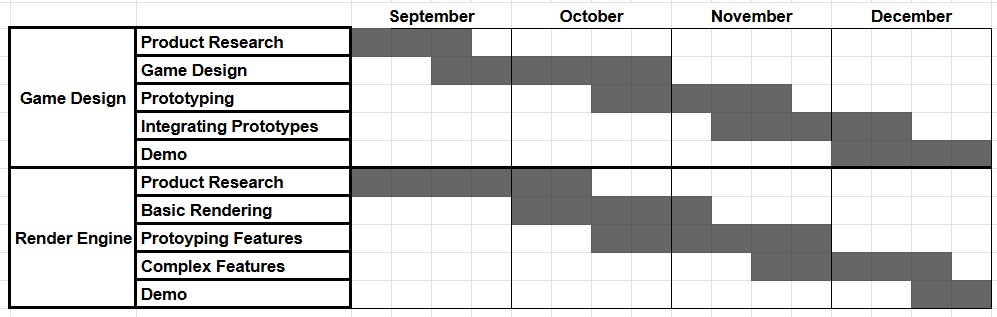 September October November December
Product Research
Game Design
Game Design
Prototyping
Integrating Prototypes
Demo
Product Research
Basic Rendering
Render Engine
Protoyping Features
Complex Features
Demo